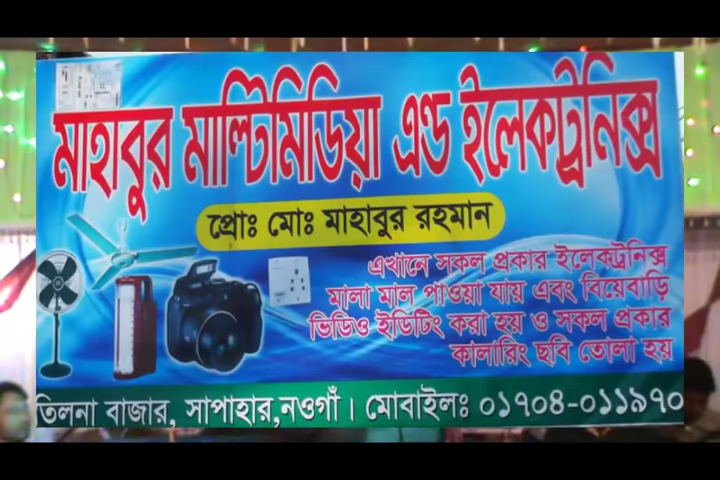 মাহাবুর মাল্টিমিডিয়া এন্ড ইলেকট্রনিক্স
প্রোঃ মোঃ মাহাবুর রহমান
এখানে সকল প্রকার ইলেকট্রনিক্স
মালা মাল পাওয়া যায় এবং বিয়েবাড়ি
ভিডিও ইডিটিং করা হয় ও সকল প্রকার
কালারিং ছবি তোলা হয়
তিলনা বাজার, সাপাহার,নওগাঁ। মোবাইলঃ ০১৭০৪-০১১৯৭০